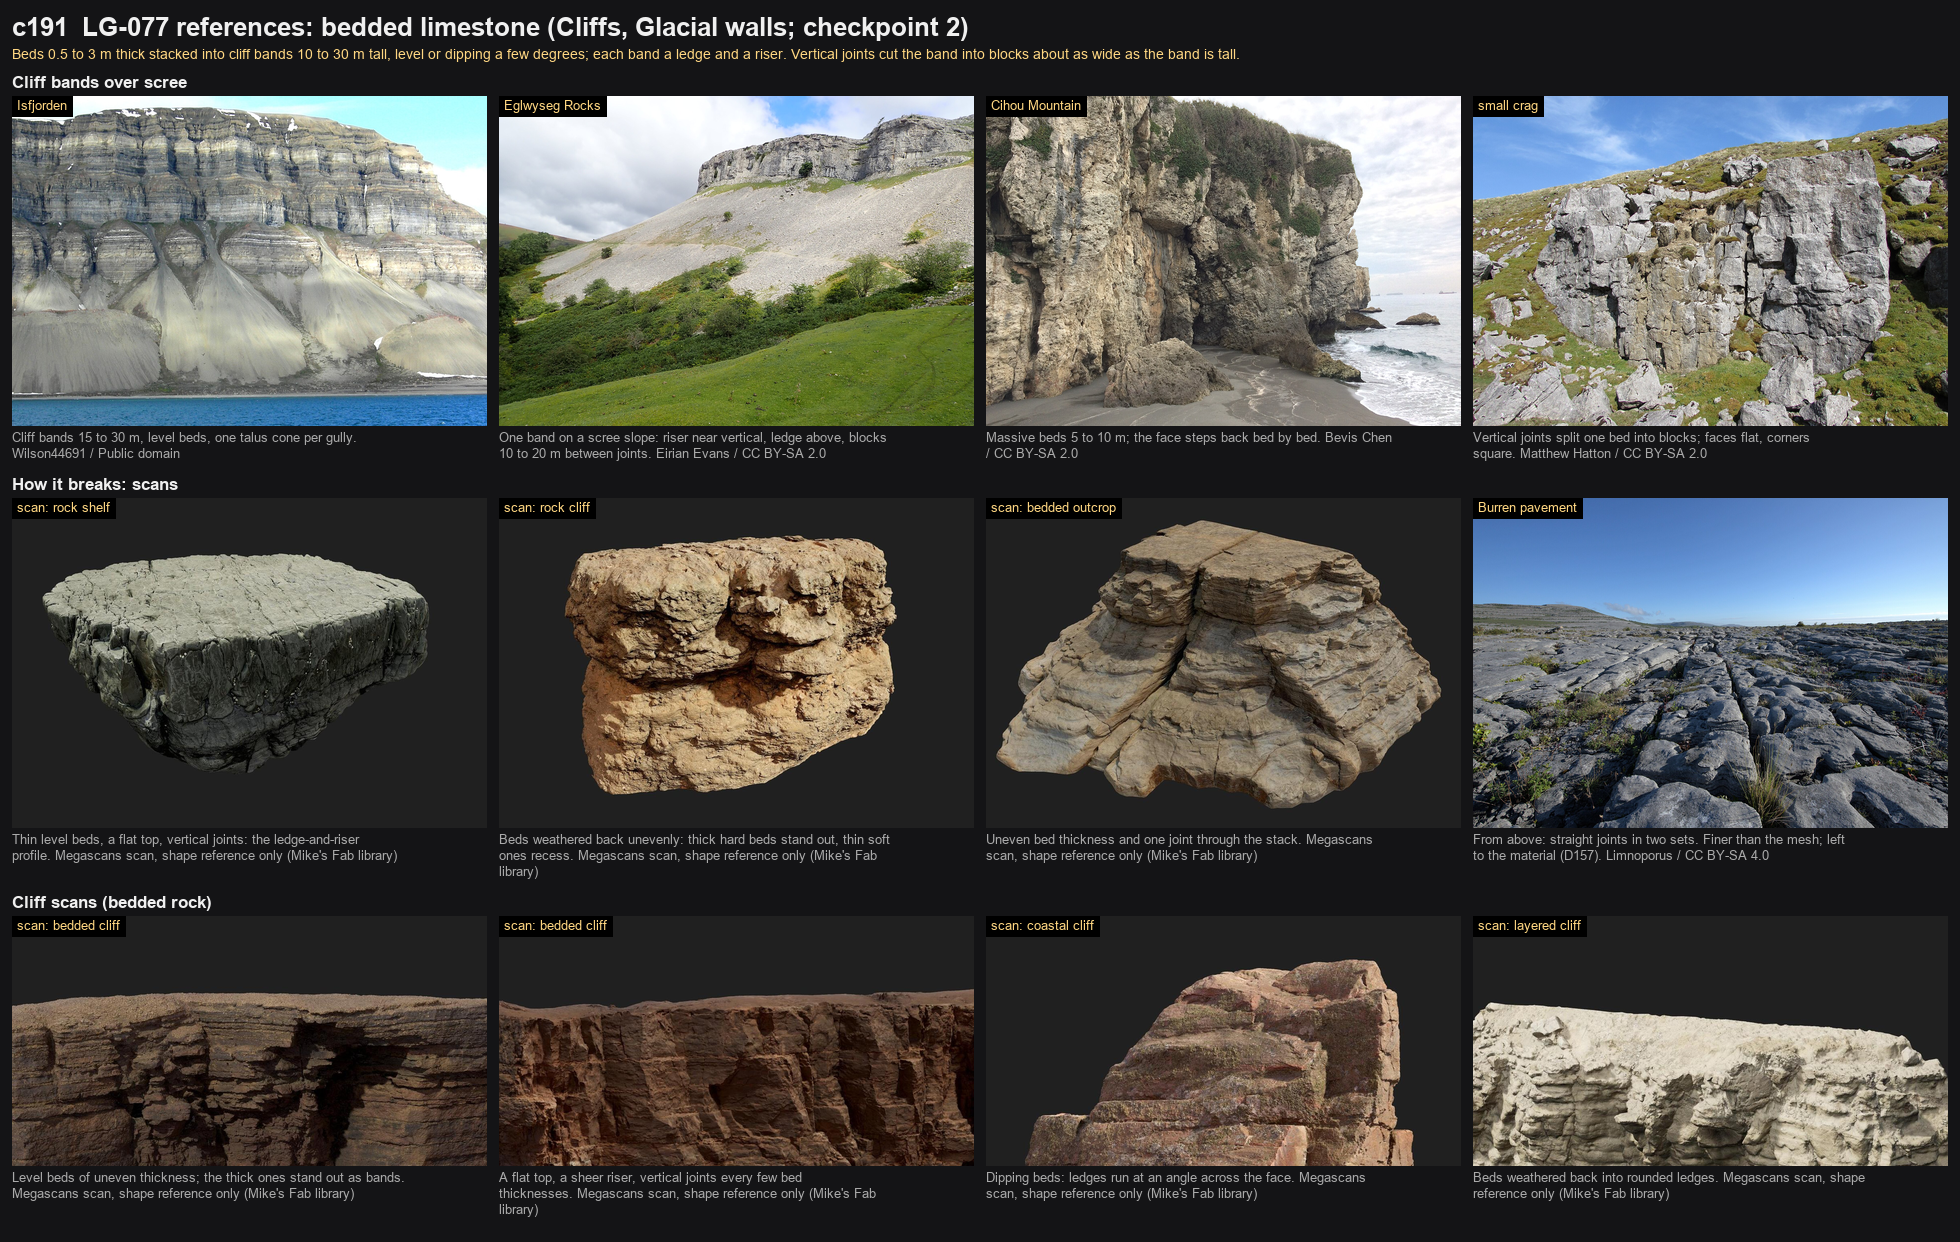 c191 LG-077 references: bedded limestone (Cliffs, Glacial walls; checkpoint 2)
Beds 0.5 to 3 m thick stacked into cliff bands 10 to 30 m tall, level or dipping a few degrees; each band a ledge and a riser. Vertical joints cut the band into blocks about as wide as the band is tall.
Cliff bands over scree
Isfjorden
Eglwyseg Rocks
Cihou Mountain
small crag
Cliff bands 15 to 30 m, level beds, one talus cone per gully.
Wilson44691 / Public domain
One band on a scree slope: riser near vertical, ledge above, blocks
10 to 20 m between joints. Eirian Evans / CC BY-SA 2.0
Massive beds 5 to 10 m; the face steps back bed by bed. Bevis Chen
/ CC BY-SA 2.0
Vertical joints split one bed into blocks; faces flat, corners
square. Matthew Hatton / CC BY-SA 2.0
How it breaks: scans
scan: rock shelf
scan: rock cliff
scan: bedded outcrop
Burren pavement
Thin level beds, a flat top, vertical joints: the ledge-and-riser
profile. Megascans scan, shape reference only (Mike's Fab library)
Beds weathered back unevenly: thick hard beds stand out, thin soft
ones recess. Megascans scan, shape reference only (Mike's Fab
library)
Uneven bed thickness and one joint through the stack. Megascans
scan, shape reference only (Mike's Fab library)
From above: straight joints in two sets. Finer than the mesh; left
to the material (D157). Limnoporus / CC BY-SA 4.0
Cliff scans (bedded rock)
scan: bedded cliff
scan: bedded cliff
scan: coastal cliff
scan: layered cliff
Level beds of uneven thickness; the thick ones stand out as bands.
Megascans scan, shape reference only (Mike's Fab library)
A flat top, a sheer riser, vertical joints every few bed
thicknesses. Megascans scan, shape reference only (Mike's Fab
library)
Dipping beds: ledges run at an angle across the face. Megascans
scan, shape reference only (Mike's Fab library)
Beds weathered back into rounded ledges. Megascans scan, shape
reference only (Mike's Fab library)